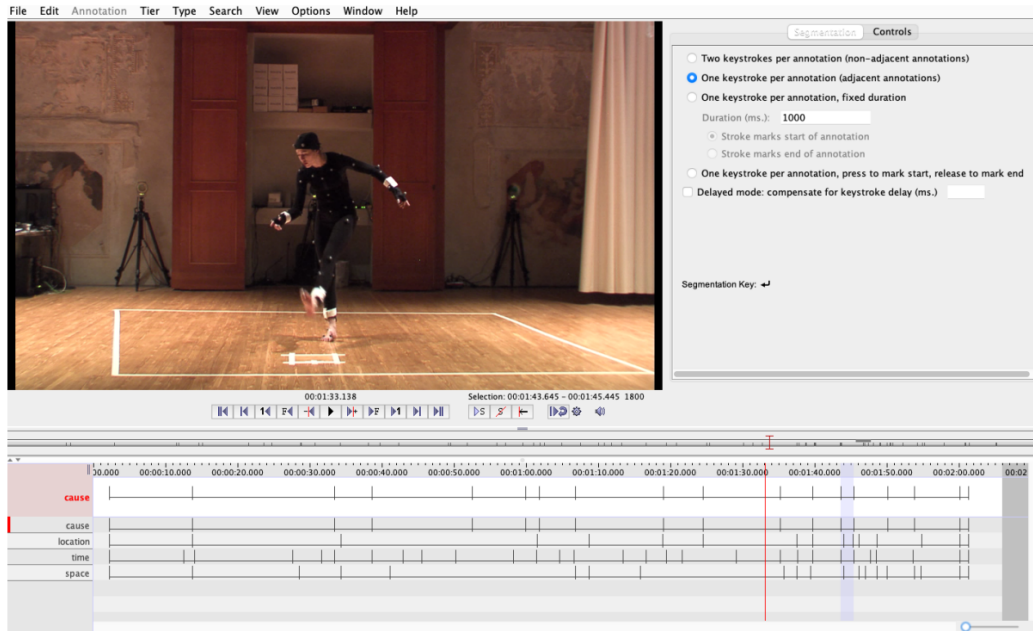 File Edit Annotation Tier Type Search View Options Window Help
Segmentation Controls
Two keystrokes per annotation (non-adjacent annotations)
One keystroke per annotation (adjacent annotations)
One keystroke per annotation, fixed duration
Duration (ms.): 1000
Stroke marks start of annotation
Stroke marks end of annotation
One keystroke per annotation, press to mark start, release to mark end
Delayed mode: compensate for keystroke delay (ms.)
Segmentation Key: ↵
00:01:33.138 Selection: 00:01:43.645 - 00:01:45.445 1800
1 F F 1 S S
00:00:10.000 00:00:20.000 00:00:30.000 00:00:40.000 00:00:50.000 00:01:00.000 00:01:10.000 00:01:20.000 00:01:30.000 00:01:40.000 00:01:50.000 00:02:00.000 00:02
cause
cause
location
time
space